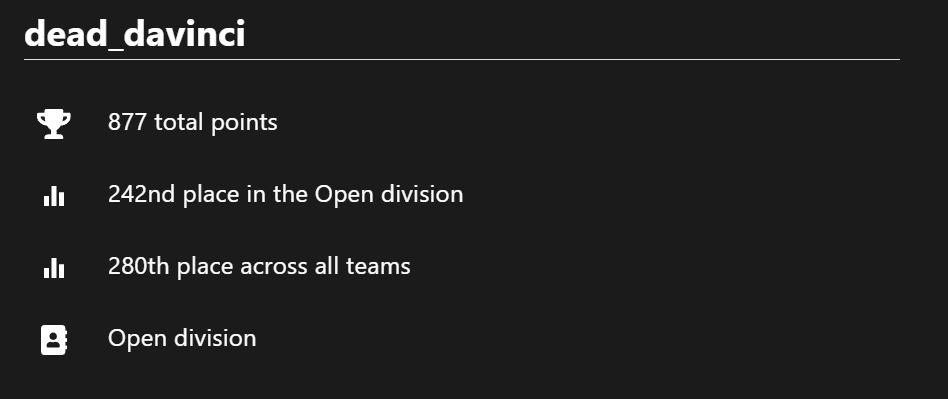 dead_davinci
877 total points
242nd place in the Open division
280th place across all teams
Open division